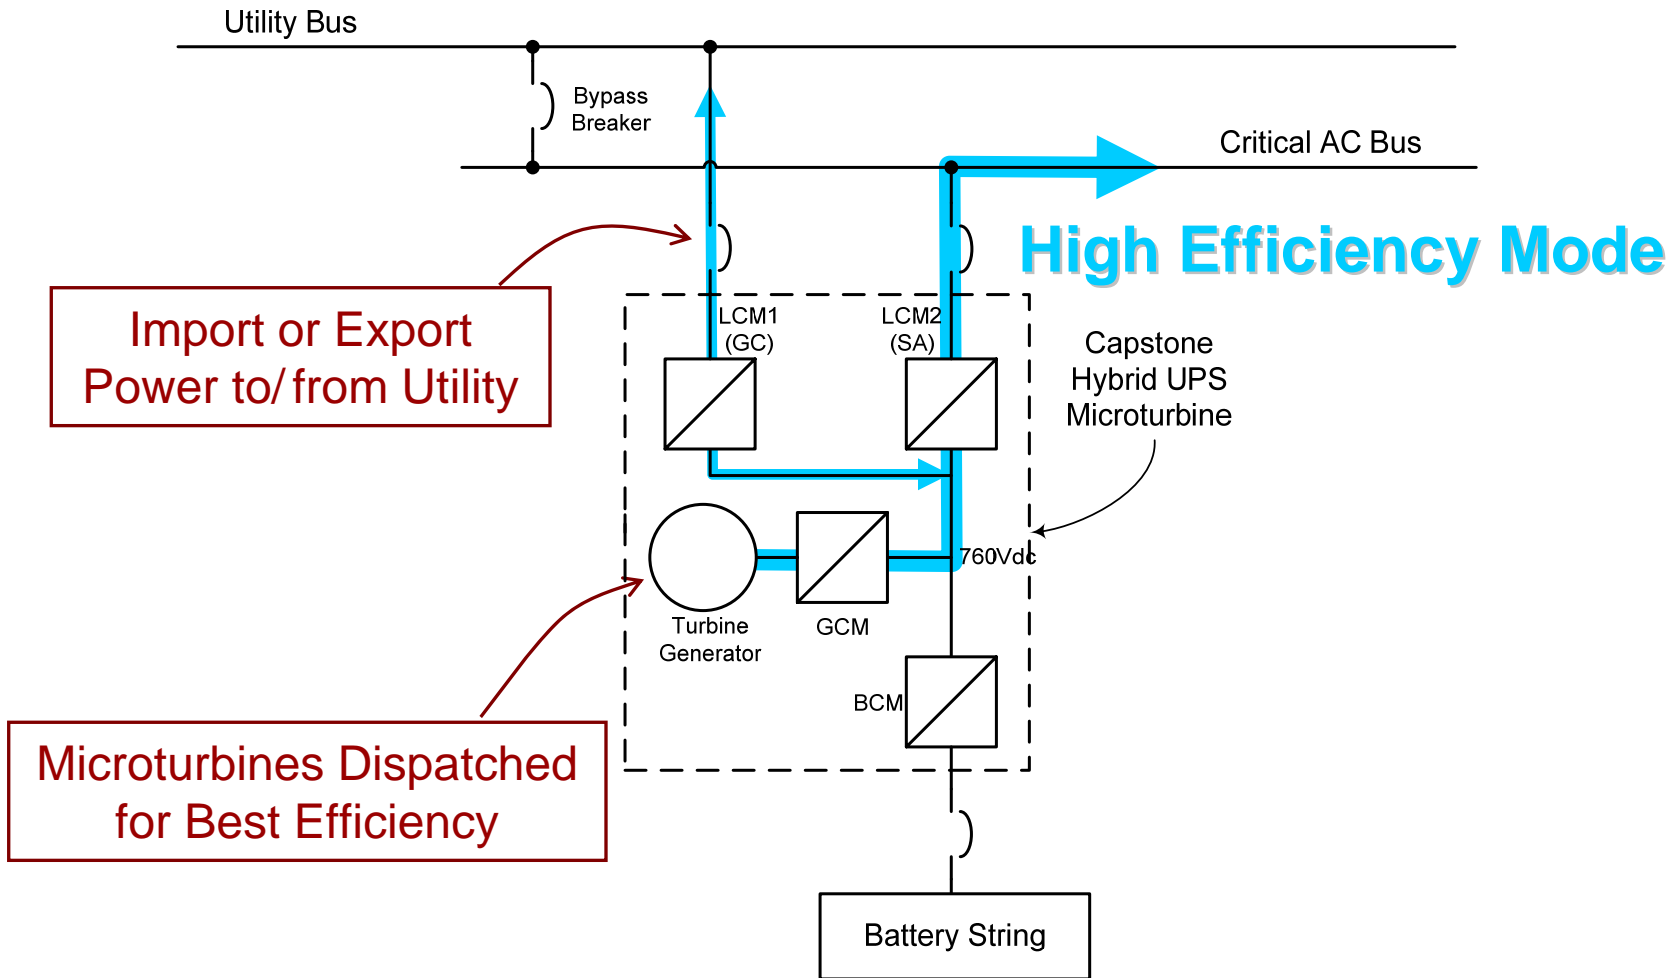 Utility Bus
Bypass
Breaker
Critical AC Bus
High Efficiency Mode
Import or Export
Power to/from Utility
LCM1
(GC)
LCM2
(SA)
Capstone
Hybrid UPS
Microturbine
760Vdc
Turbine
Generator
GCM
BCM
Microturbines Dispatched
for Best Efficiency
Battery String